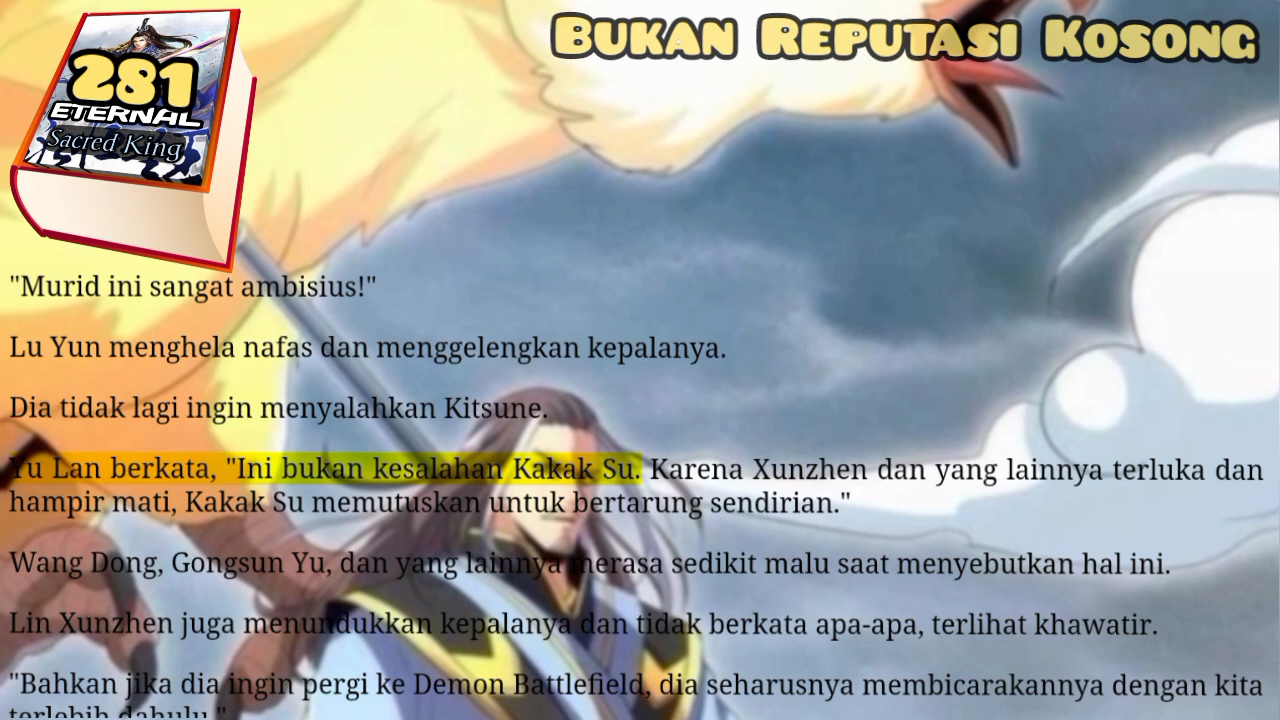 BUKAN REPUTASI KOSONG
281
ETERNAL
Sacred King
"Murid ini sangat ambisius!"
Lu Yun menghela nafas dan menggelengkan kepalanya.
Dia tidak lagi ingin menyalahkan Kitsune.
Yu Lan berkata, "Ini bukan kesalahan Kakak Su. Karena Xunzhen dan yang lainnya terluka dan
hampir mati, Kakak Su memutuskan untuk bertarung sendirian."
Wang Dong, Gongsun Yu, dan yang lainnya merasa sedikit malu saat menyebutkan hal ini.
Lin Xunzhen juga menundukkan kepalanya dan tidak berkata apa-apa, terlihat khawatir.
"Bahkan jika dia ingin pergi ke Demon Battlefield, dia seharusnya membicarakannya dengan kita
terlebih dahulu."